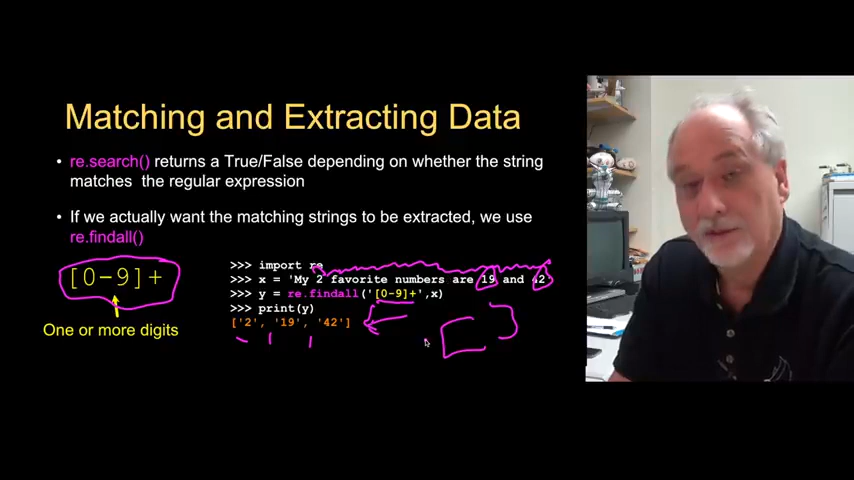 Matching and Extracting Data
• re.search() returns a True/False depending on whether the string
matches the regular expression
• If we actually want the matching strings to be extracted, we use
re.findall()
[0-9]+
One or more digits
>>> import re
>>> x = 'My 2 favorite numbers are 19 and 42'
>>> y = re.findall('[0-9]+',x)
>>> print(y)
['2', '19', '42']